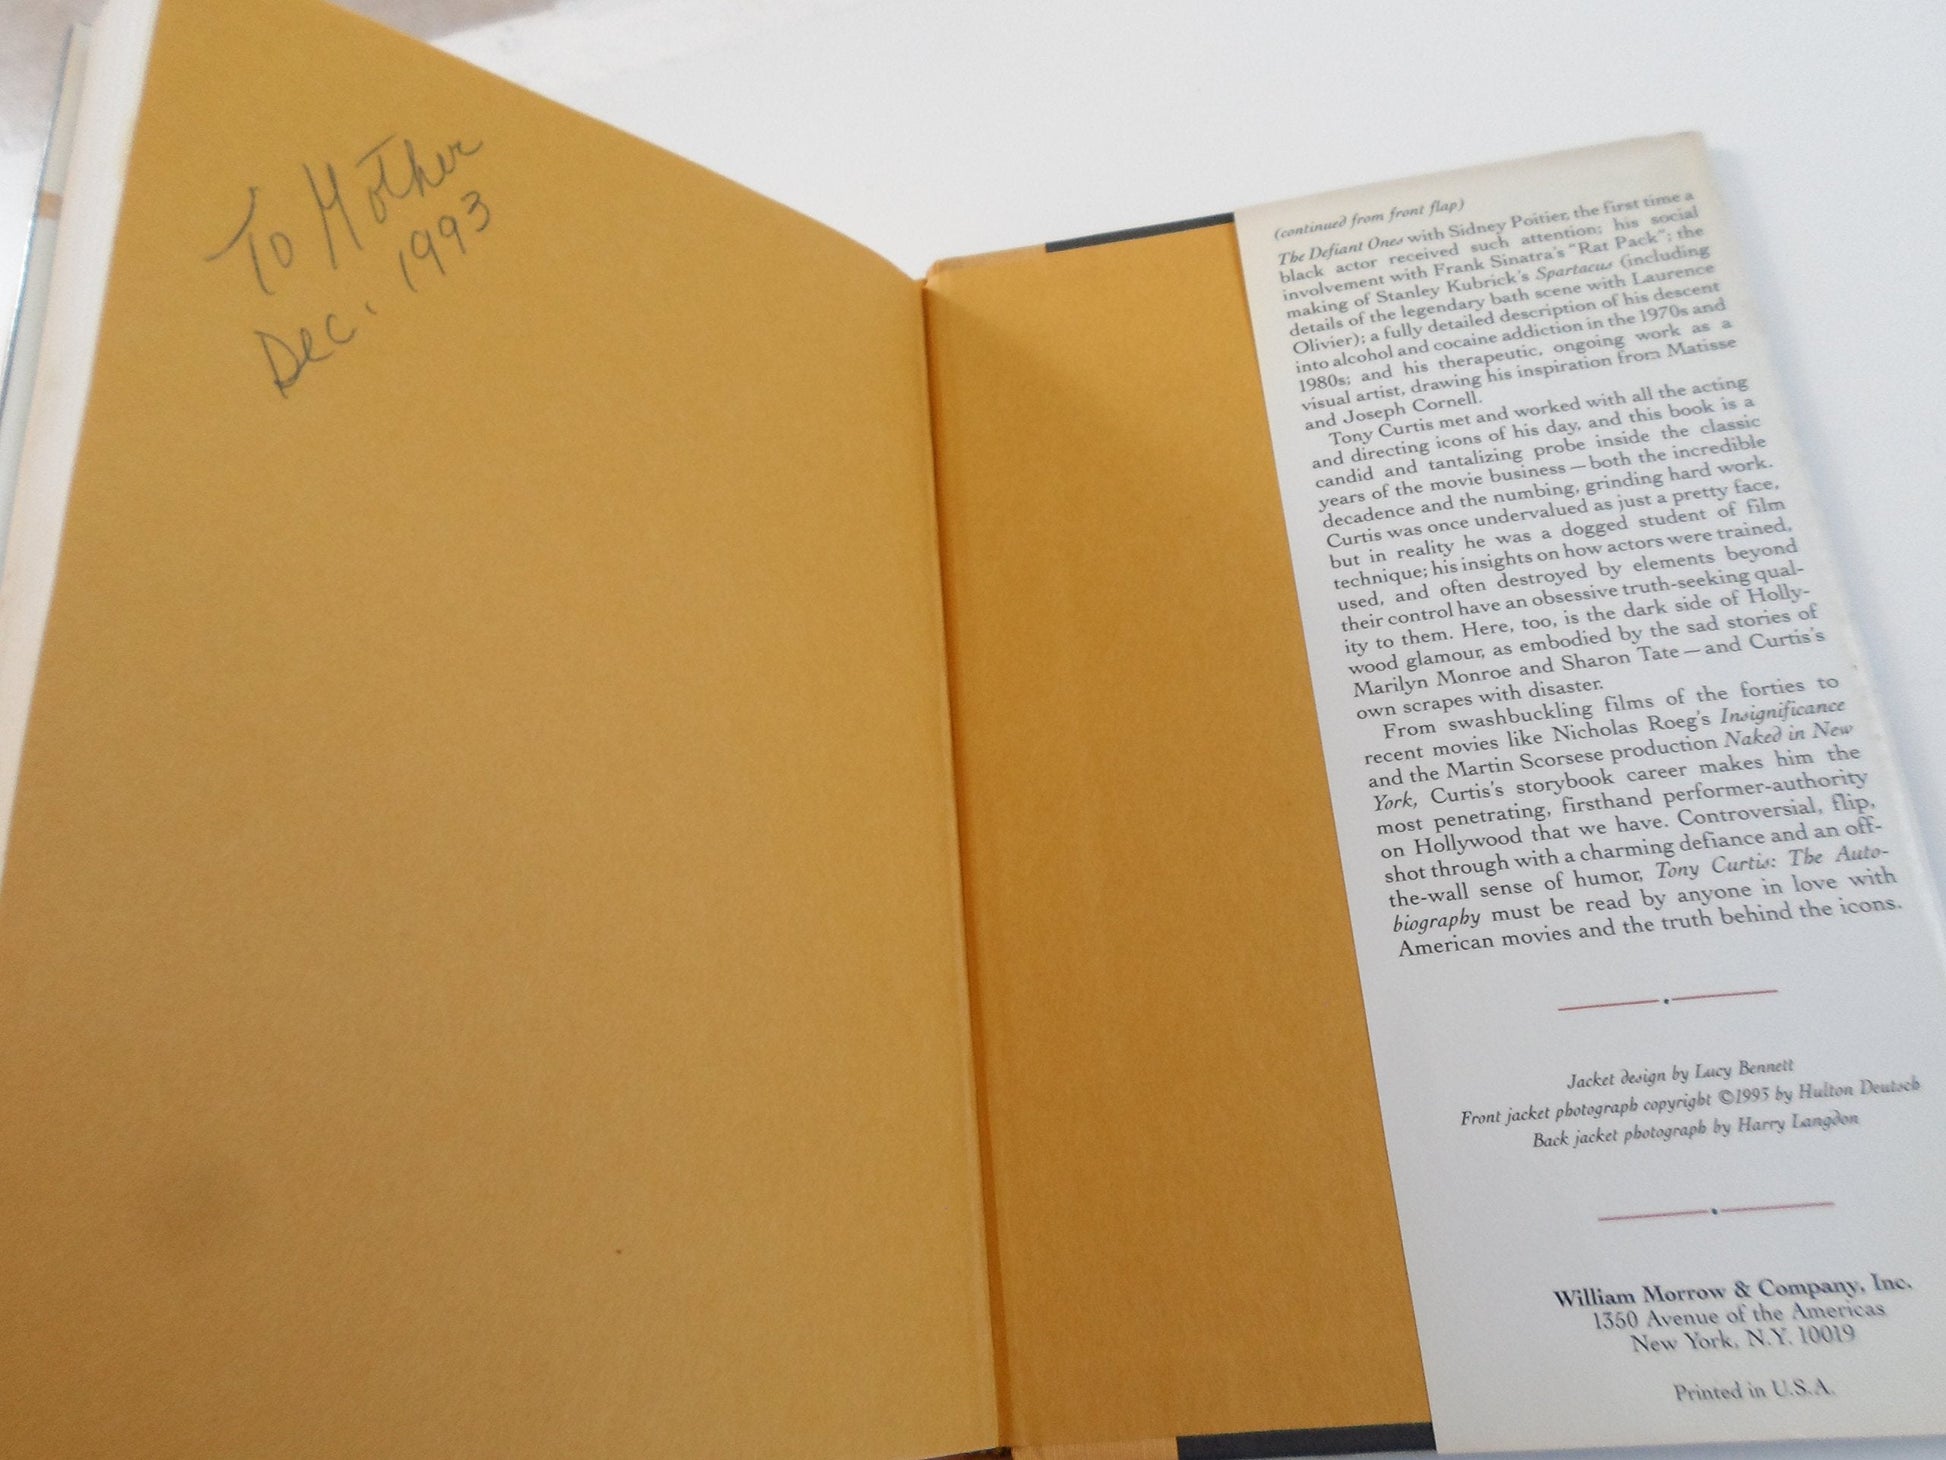 To Mother
Dec. 1993
(continued from front flap)
The Defiant Ones with Sidney Poitier, the first time a
black actor received such attention; his social
involvement with Frank Sinatra's "Rat Pack"; the
making of Stanley Kubrick's Spartacus (including
details of the legendary bath scene with Laurence
Olivier); a fully detailed description of his descent
into alcohol and cocaine addiction in the 1970s and
1980s; and his therapeutic, ongoing work as a
visual artist, drawing his inspiration from Matisse
and Joseph Cornell.
Tony Curtis met and worked with all the acting
and directing icons of his day, and this book is a
candid and tantalizing probe inside the classic
years of the movie business—both the incredible
decadence and the numbing, grinding hard work.
Curtis was once undervalued as just a pretty face,
but in reality he was a dogged student of film
technique; his insights on how actors were trained,
used, and often destroyed by elements beyond
their control have an obsessive truth-seeking qual-
ity to them. Here, too, is the dark side of Holly-
wood glamour, as embodied by the sad stories of
Marilyn Monroe and Sharon Tate—and Curtis's
own scrapes with disaster.
From swashbuckling films of the forties to
recent movies like Nicholas Roeg's Insignificance
and the Martin Scorsese production Naked in New
York, Curtis's storybook career makes him the
most penetrating, firsthand performer-authority
on Hollywood that we have. Controversial, flip,
shot through with a charming defiance and an off-
the-wall sense of humor, Tony Curtis: The Auto-
biography must be read by anyone in love with
American movies and the truth behind the icons.
Jacket design by Lucy Bennett
Front jacket photograph copyright ©1993 by Hulton Deutsch
Back jacket photograph by Harry Langdon
William Morrow & Company, Inc.
1350 Avenue of the Americas
New York, N.Y. 10019
Printed in U.S.A.